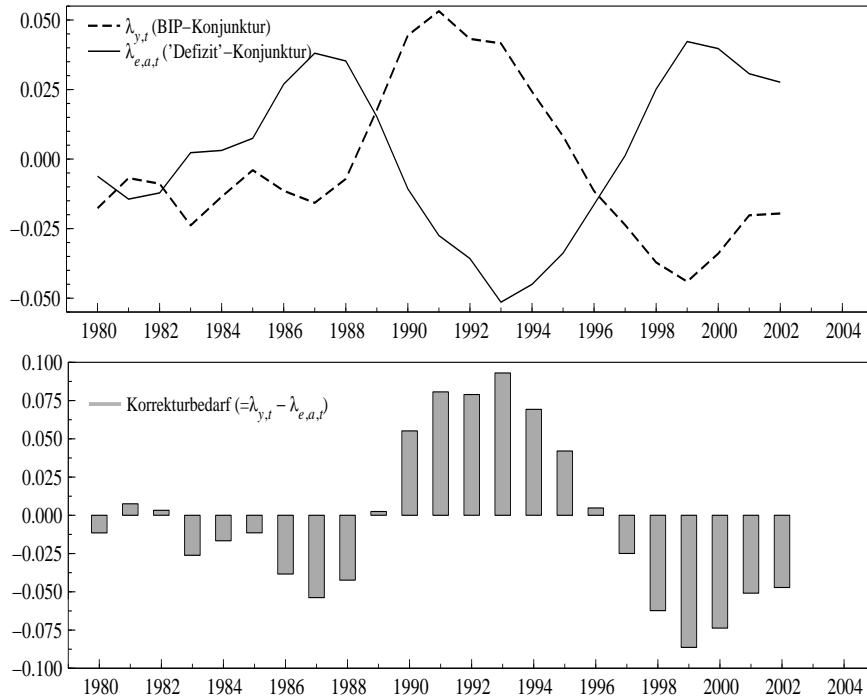 0.050
0.025
0.000
−0.025
−0.050
λy,t (BIP−Konjunktur)
λe,a,t ('Defizit'−Konjunktur)
1980 1982 1984 1986 1988 1990 1992 1994 1996 1998 2000 2002 2004
0.100
0.075
0.050
0.025
0.000
−0.025
−0.050
−0.075
−0.100
Korrekturbedarf (=λy,t − λe,a,t)
1980 1982 1984 1986 1988 1990 1992 1994 1996 1998 2000 2002 2004